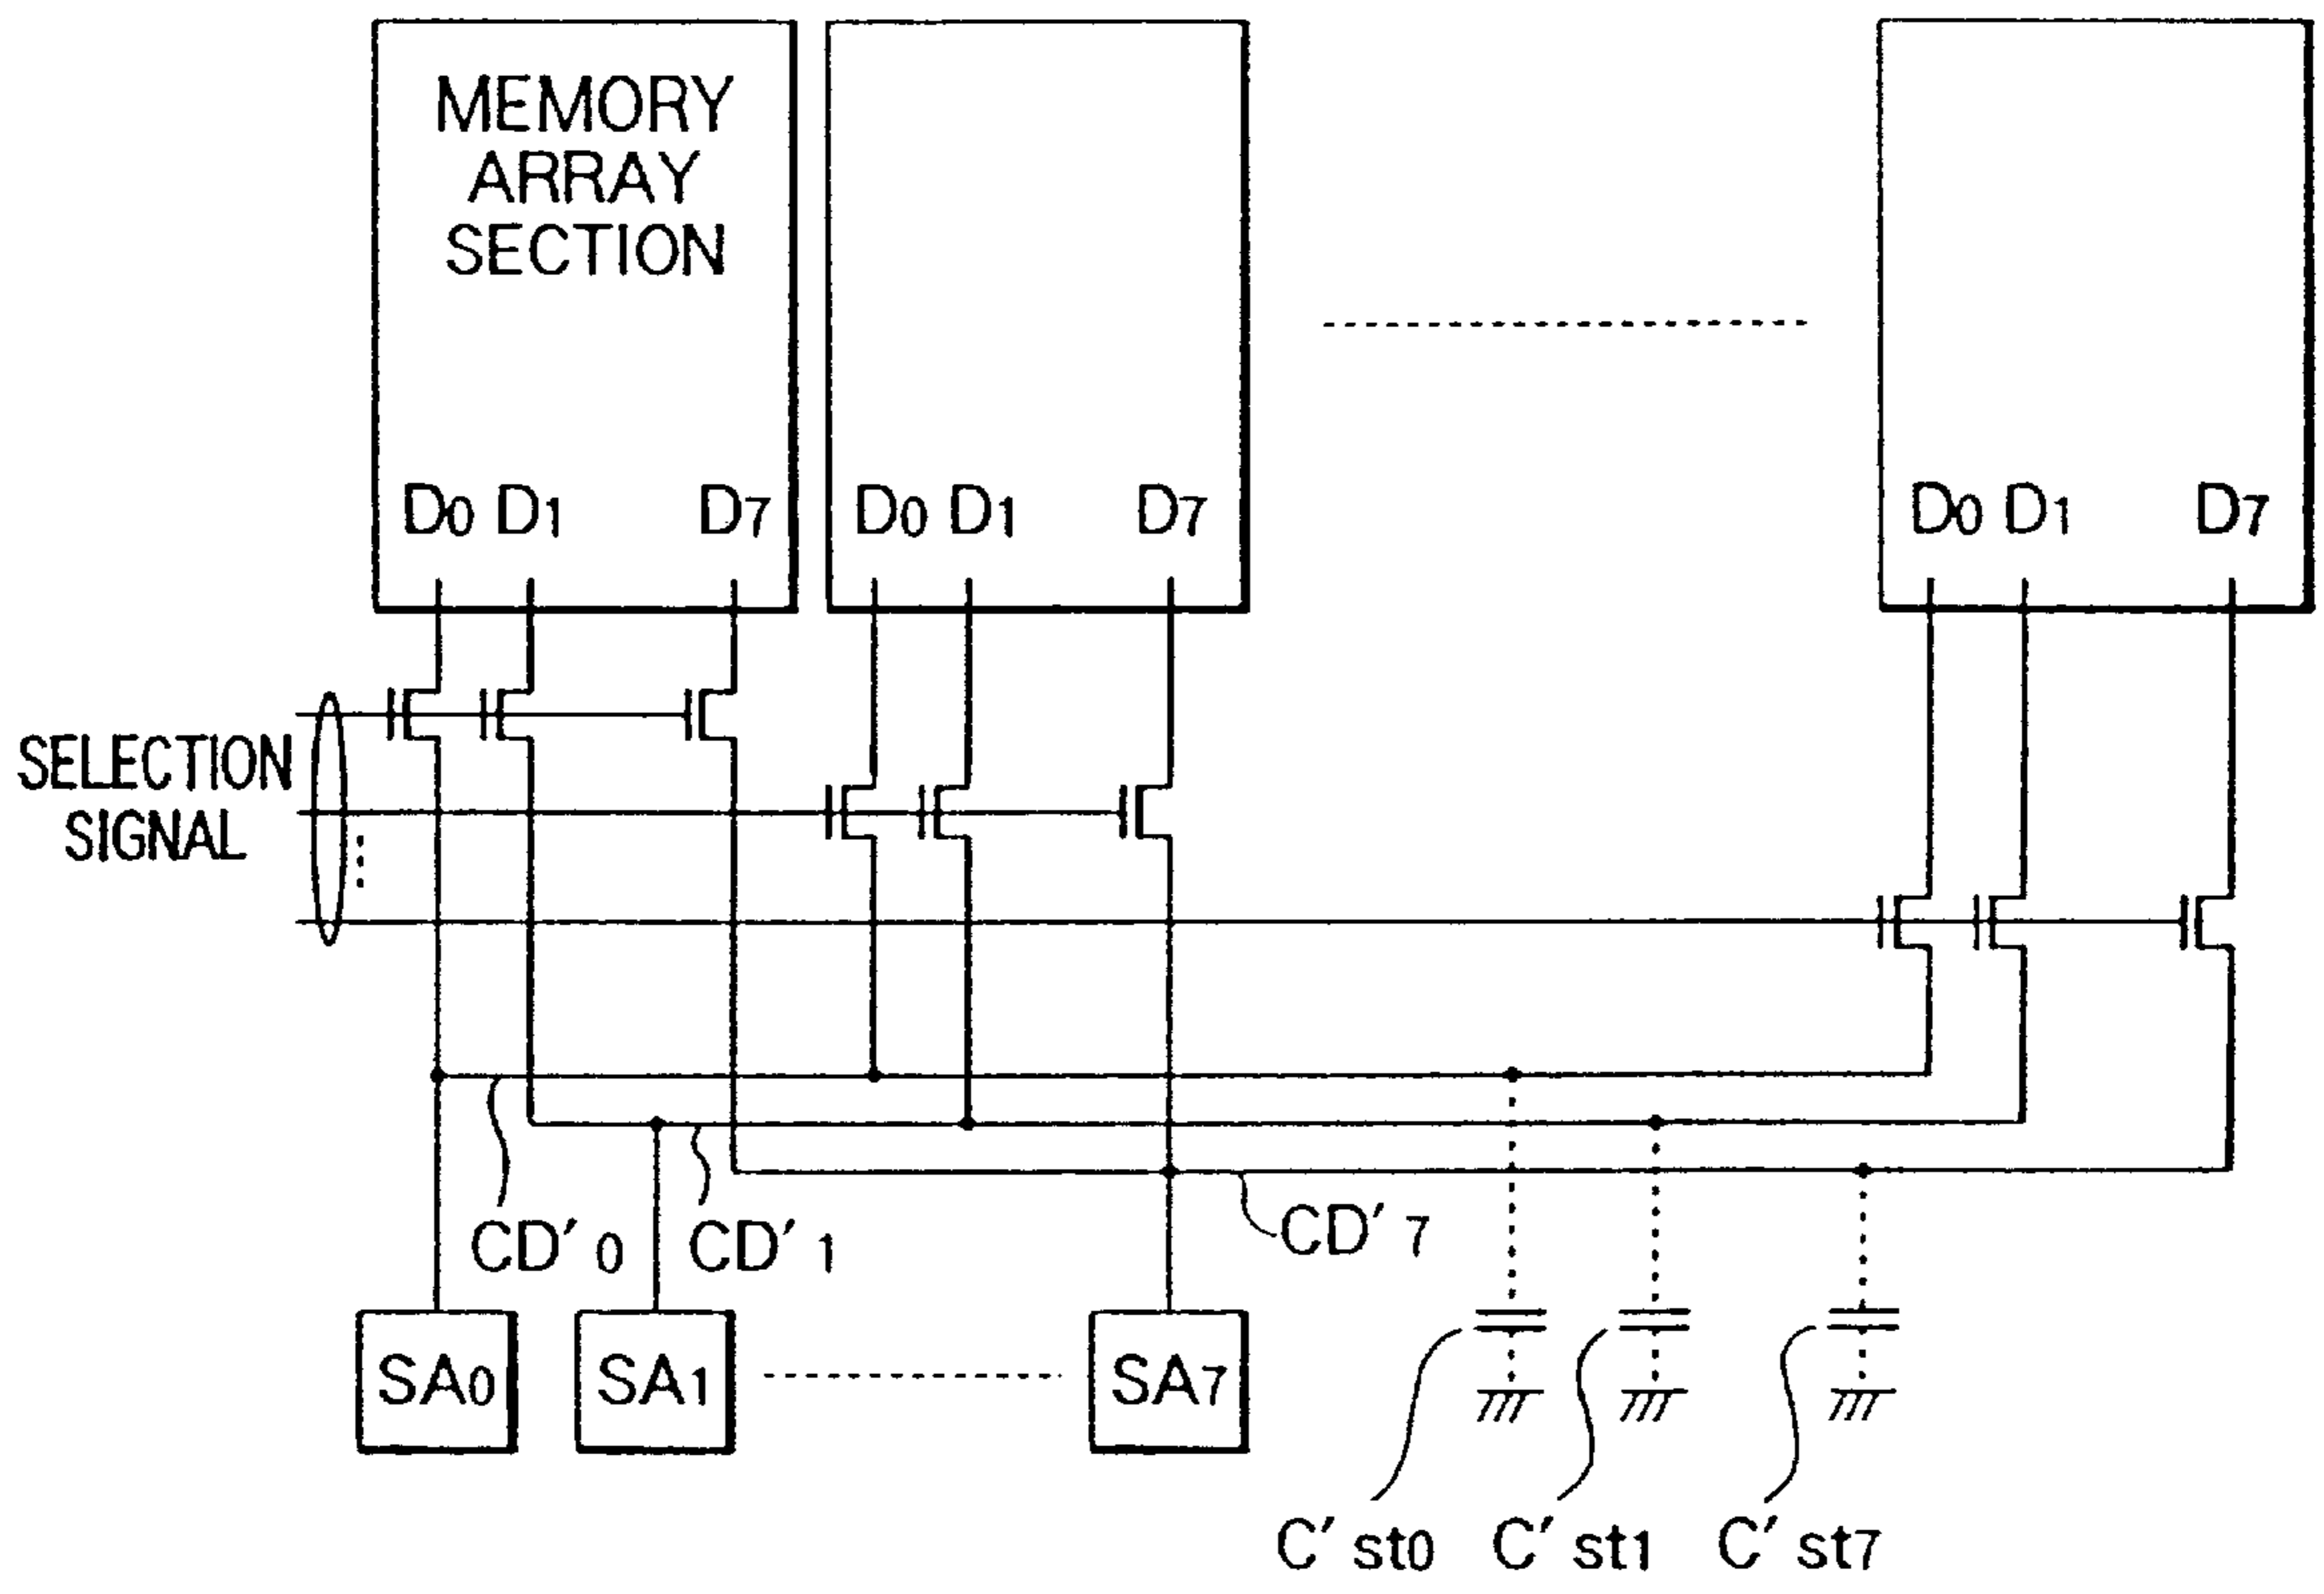 MEMORY
ARRAY
SECTION
D0 D1 D7
D0 D1 D7
D0 D1 D7
SELECTION
SIGNAL
CD'0
CD'1
CD'7
SA0
SA1
SA7
C'st0
C'st1
C'st7